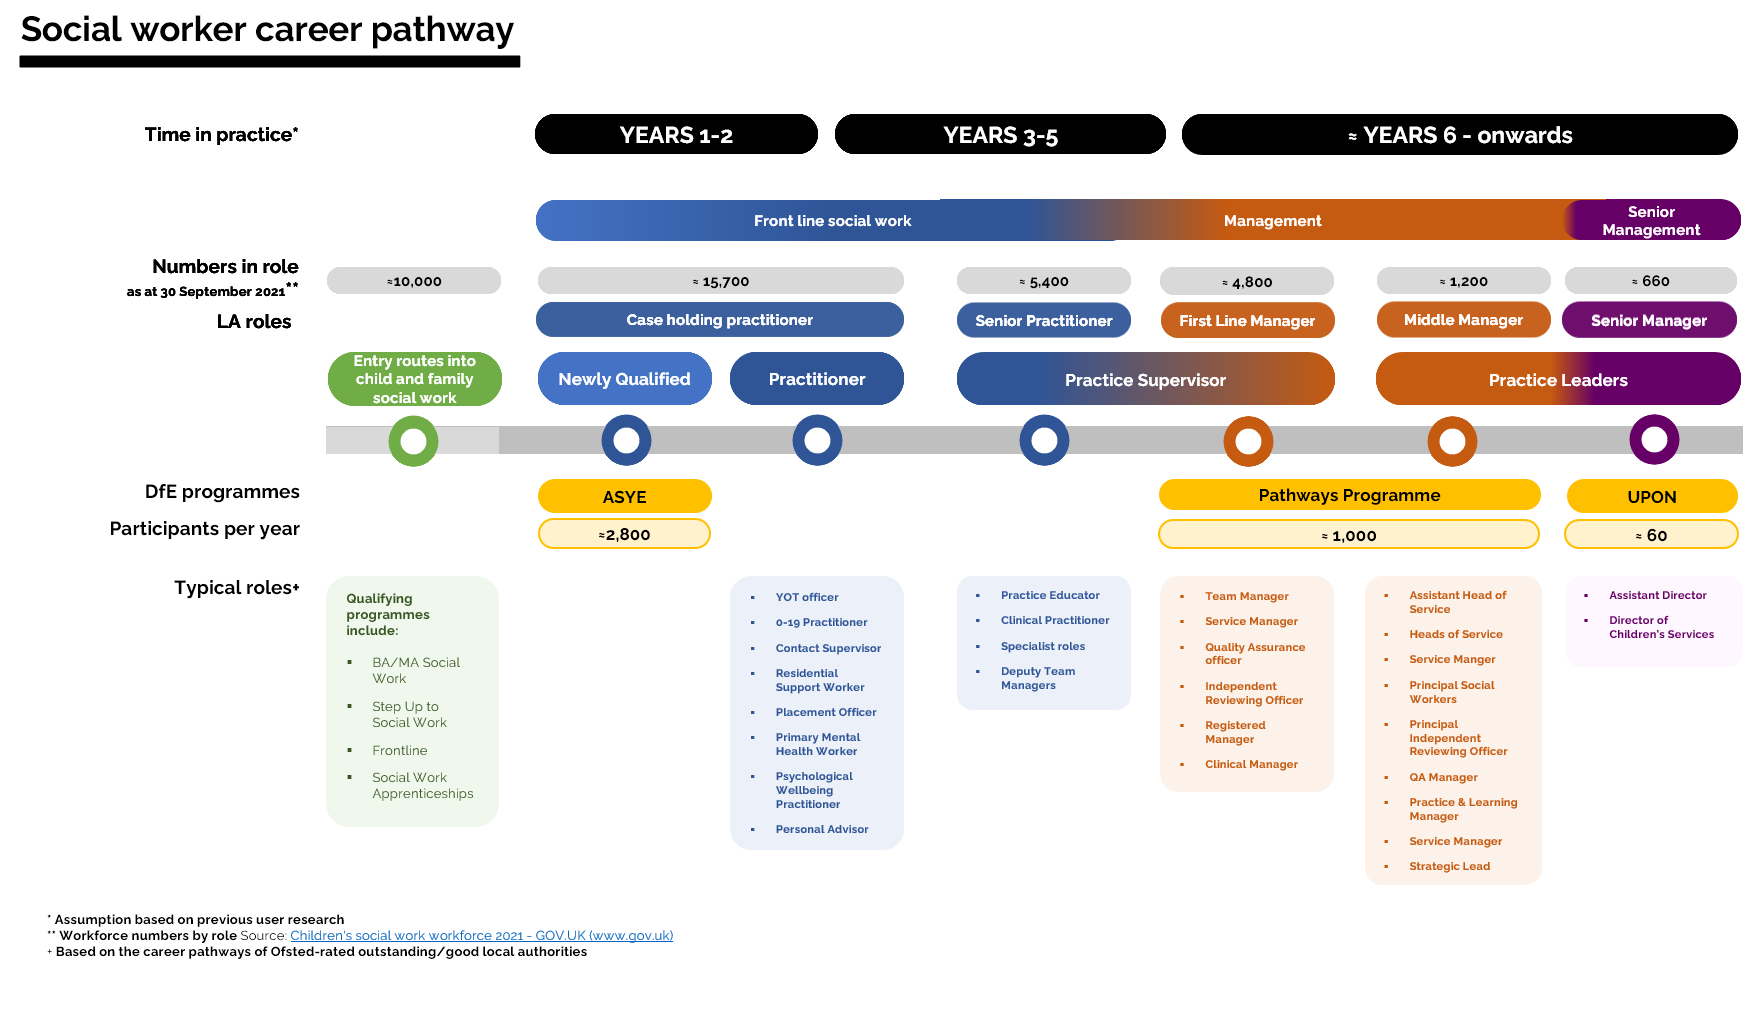 Social worker career pathway
Time in practice*
YEARS 1-2
YEARS 3-5
≈ YEARS 6 - onwards
Front line social work
Management
Senior
Management
Numbers in role
as at 30 September 2021**
≈10,000
≈ 15,700
≈ 5,400
≈ 4,800
≈ 1,200
≈ 660
LA roles
Case holding practitioner
Senior Practitioner
First Line Manager
Middle Manager
Senior Manager
Entry routes into
child and family
social work
Newly Qualified
Practitioner
Practice Supervisor
Practice Leaders
DfE programmes
ASYE
Pathways Programme
UPON
Participants per year
≈2,800
≈ 1,000
≈ 60
Typical roles+
Qualifying
programmes
include:
▪ BA/MA Social
Work
▪ Step Up to
Social Work
▪ Frontline
▪ Social Work
Apprenticeships
▪ YOT officer
▪ 0-19 Practitioner
▪ Contact Supervisor
▪ Residential
Support Worker
▪ Placement Officer
▪ Primary Mental
Health Worker
▪ Psychological
Wellbeing
Practitioner
▪ Personal Advisor
▪ Practice Educator
▪ Clinical Practitioner
▪ Specialist roles
▪ Deputy Team
Managers
▪ Team Manager
▪ Service Manager
▪ Quality Assurance
officer
▪ Independent
Reviewing Officer
▪ Registered
Manager
▪ Clinical Manager
▪ Assistant Head of
Service
▪ Heads of Service
▪ Service Manger
▪ Principal Social
Workers
▪ Principal
Independent
Reviewing Officer
▪ QA Manager
▪ Practice & Learning
Manager
▪ Service Manager
▪ Strategic Lead
▪ Assistant Director
▪ Director of
Children's Services
* Assumption based on previous user research
** Workforce numbers by role Source: Children's social work workforce 2021 - GOV.UK (www.gov.uk)
+ Based on the career pathways of Ofsted-rated outstanding/good local authorities